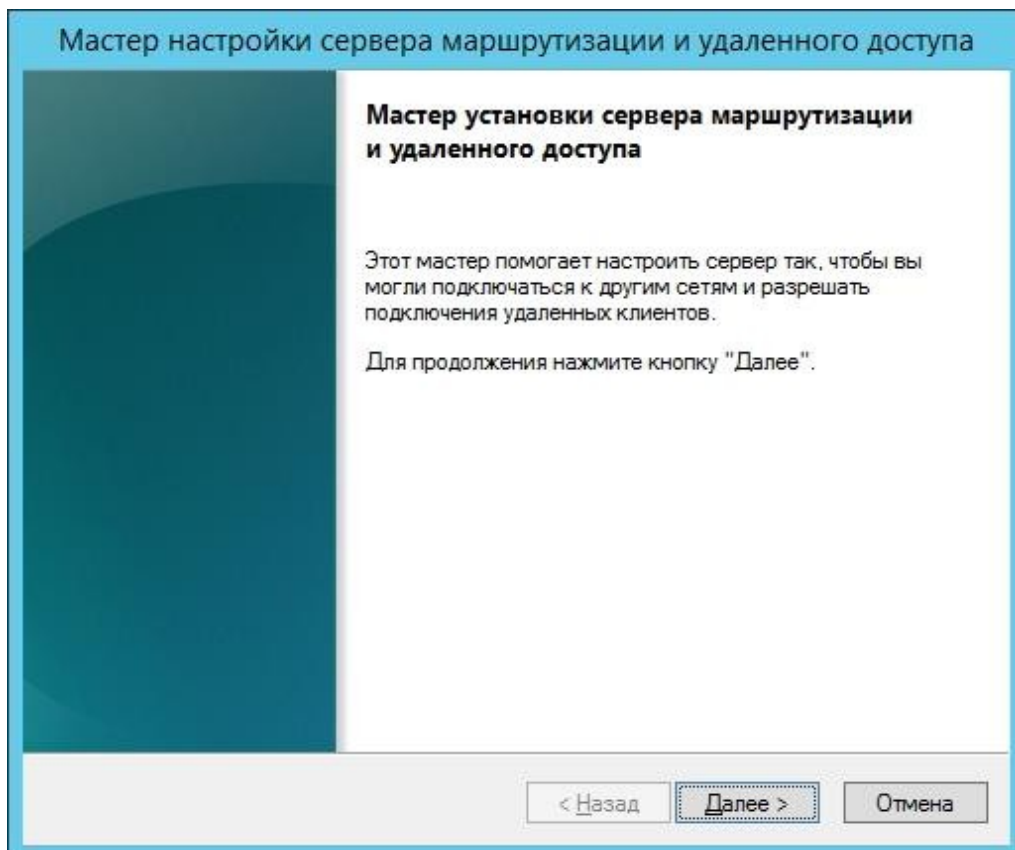 Мастер настройки сервера маршрутизации и удаленного доступа
Мастер установки сервера маршрутизации
и удаленного доступа
Этот мастер помогает настроить сервер так, чтобы вы
могли подключаться к другим сетям и разрешать
подключения удаленных клиентов.
Для продолжения нажмите кнопку "Далее".
< Назад
Далее >
Отмена